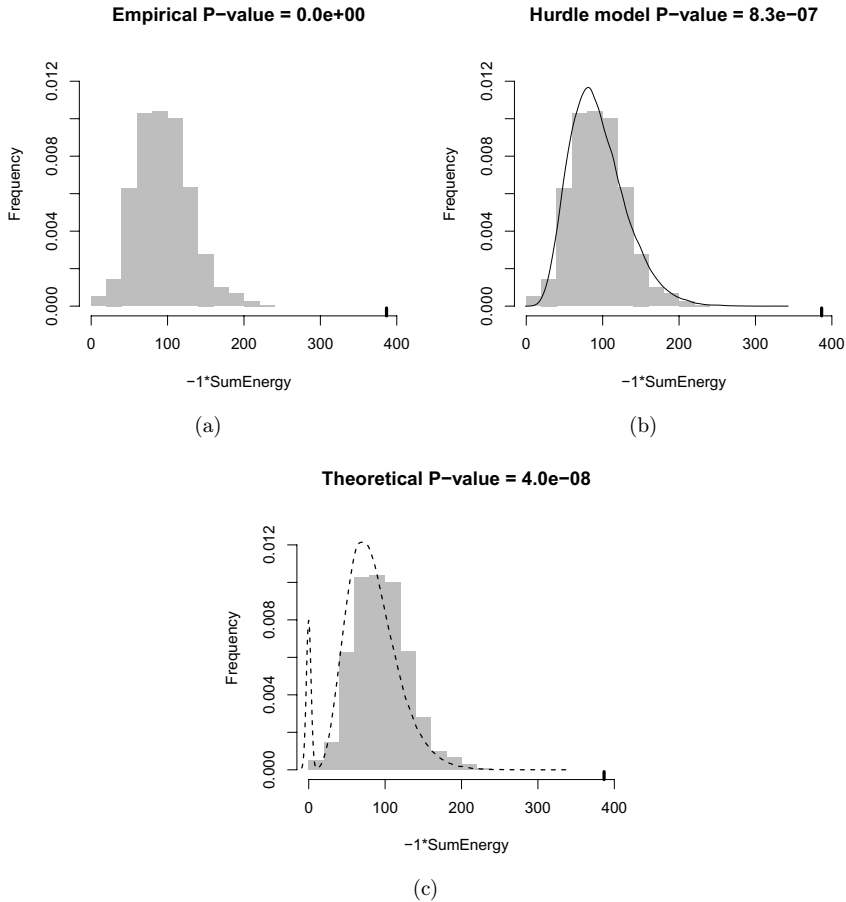 Empirical P−value = 0.0e+00
Frequency
0.012
0.008
0.004
0.000
0 100 200 300 400
−1*SumEnergy
(a)
Hurdle model P−value = 8.3e−07
Frequency
0.012
0.008
0.004
0.000
0 100 200 300 400
−1*SumEnergy
(b)
Theoretical P−value = 4.0e−08
Frequency
0.012
0.008
0.004
0.000
0 100 200 300 400
−1*SumEnergy
(c)